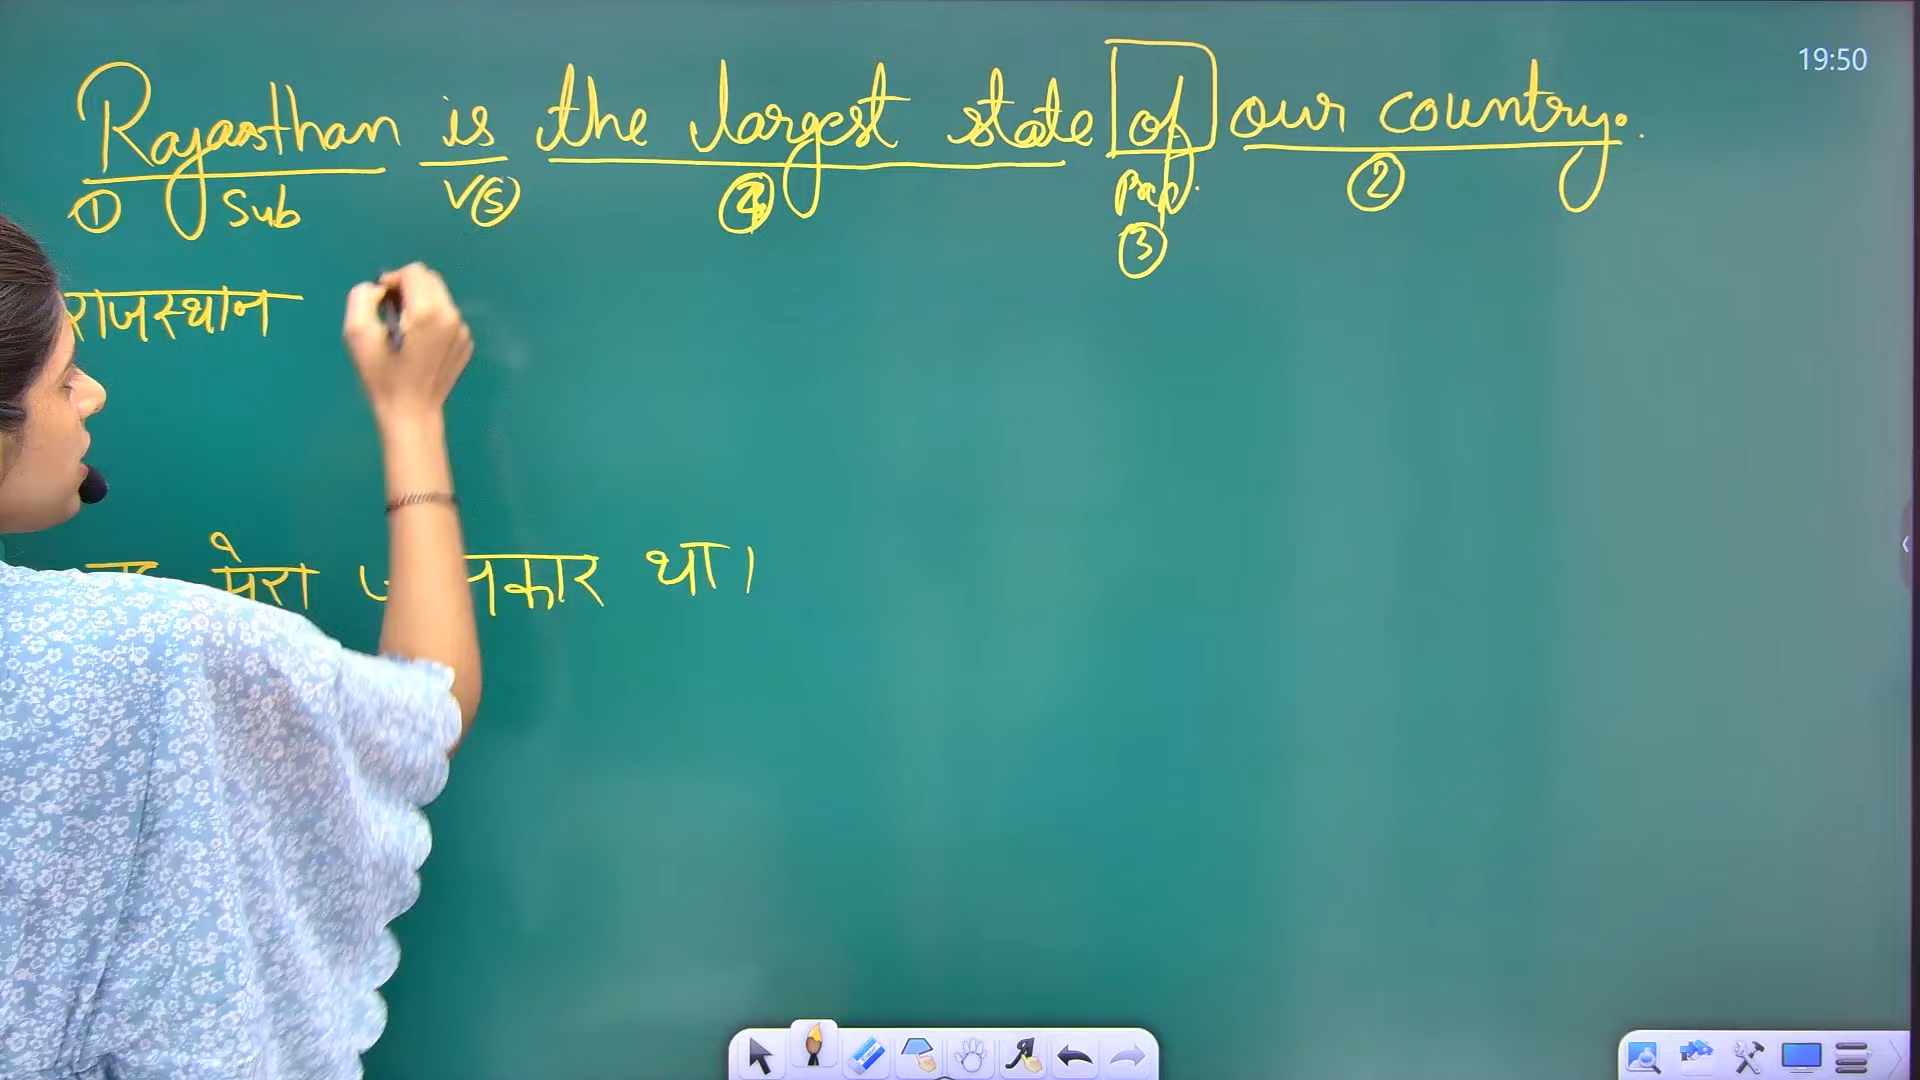 19:50
Rajasthan is the largest state of our country.
① Sub V⑤ ④ Prep. ②
③
राजस्थान
मेरा था।